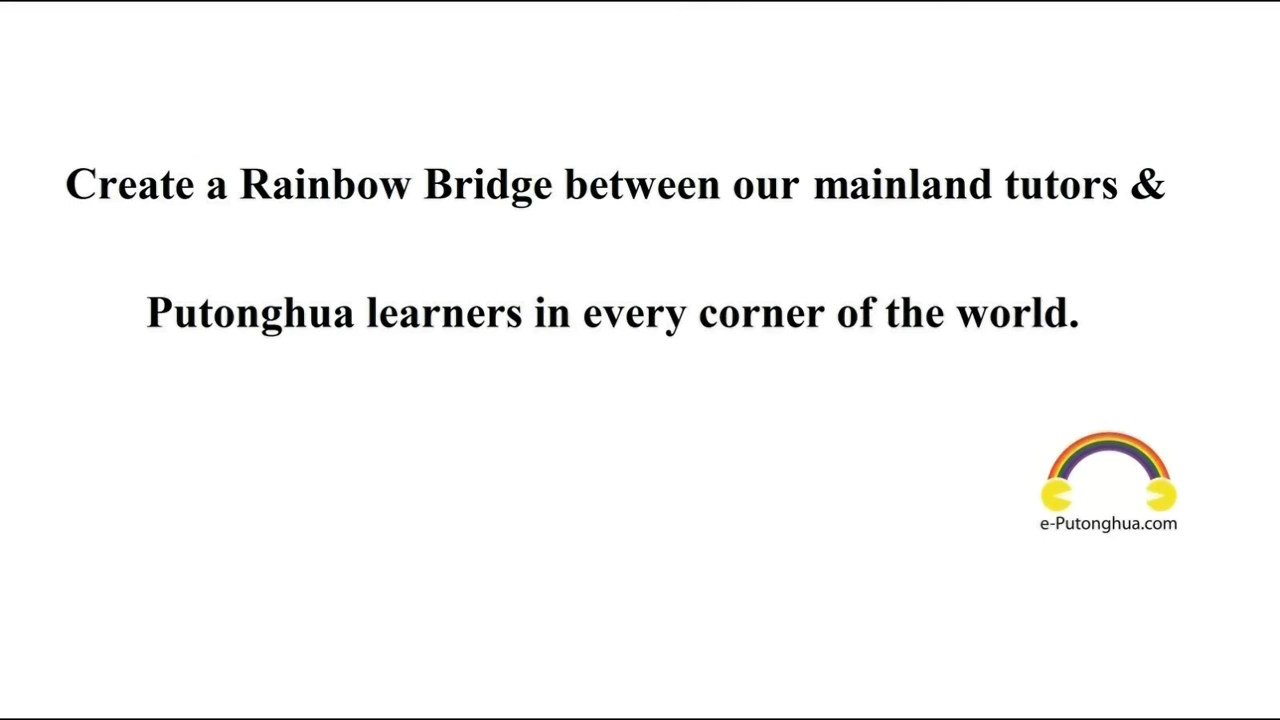 Create a Rainbow Bridge between our mainland tutors &
Putonghua learners in every corner of the world.
e-Putonghua.com